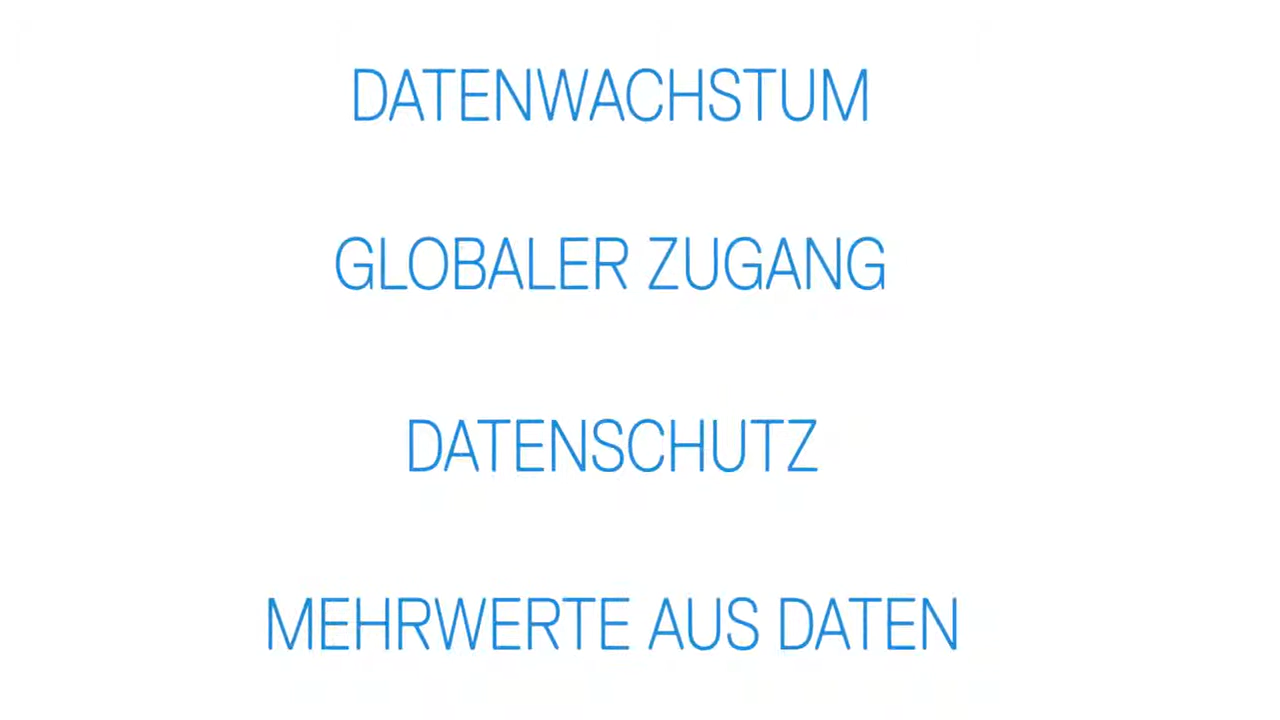 DATENWACHSTUM
GLOBALER ZUGANG
DATENSCHUTZ
MEHRWERTE AUS DATEN